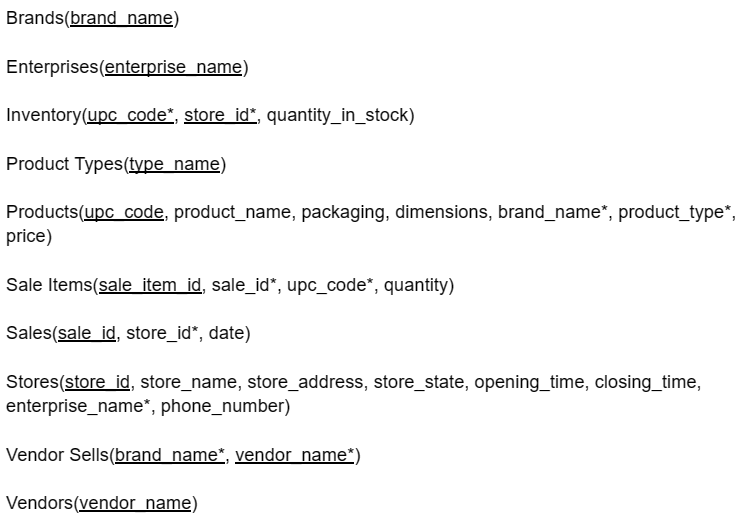 Brands(brand_name)
Enterprises(enterprise_name)
Inventory(upc_code*, store_id*, quantity_in_stock)
Product Types(type_name)
Products(upc_code, product_name, packaging, dimensions, brand_name*, product_type*,
price)
Sale Items(sale_item_id, sale_id*, upc_code*, quantity)
Sales(sale_id, store_id*, date)
Stores(store_id, store_name, store_address, store_state, opening_time, closing_time,
enterprise_name*, phone_number)
Vendor Sells(brand_name*, vendor_name*)
Vendors(vendor_name)